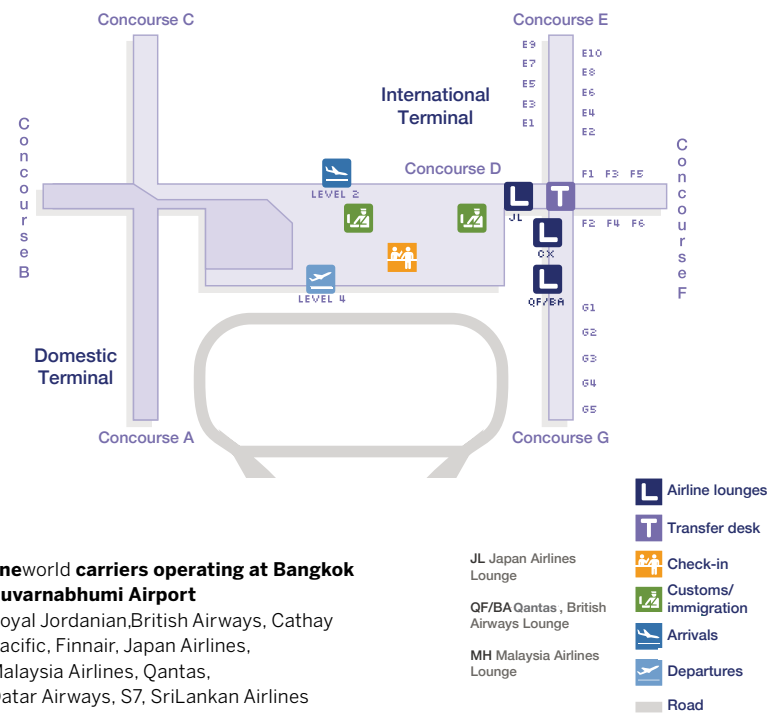 Concourse C
Concourse E
E9
E10
E7
E8
E5
E6
E3
E4
E1
E2
International
Terminal
Concourse B
Concourse D
Concourse F
F1 F3 F5
LEVEL 2
JL
T
L
F2 F4 F6
L
CX
L
QF/BA
LEVEL 4
G1
G2
G3
G4
G5
Domestic
Terminal
Concourse A
Concourse G
L Airline lounges
T Transfer desk
Check-in
Customs/
immigration
Arrivals
Departures
Road
neworld carriers operating at Bangkok
uvarnabhumi Airport
oyal Jordanian,British Airways, Cathay
acific, Finnair, Japan Airlines,
alaysia Airlines, Qantas,
atar Airways, S7, SriLankan Airlines
JL Japan Airlines
Lounge
QF/BA Qantas , British
Airways Lounge
MH Malaysia Airlines
Lounge